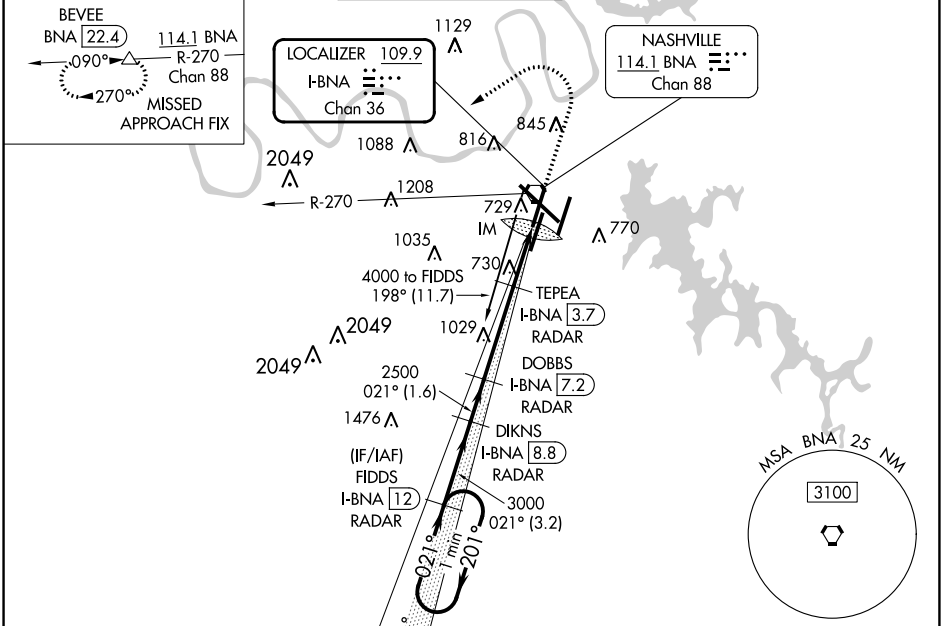 BEVEE
BNA 22.4
114.1 BNA
R-270
Chan 88
090°
270°
MISSED
APPROACH FIX
LOCALIZER 109.9
I-BNA
Chan 36
1129
NASHVILLE
114.1 BNA
Chan 88
1088
816
845
2049
R-270
1208
729
IM
770
1035
730
4000 to FIDDS
198° (11.7)
TEPEA
I-BNA 3.7
RADAR
1029
2049
2049
2500
021° (1.6)
DOBBS
I-BNA 7.2
RADAR
1476
DIKNS
I-BNA 8.8
RADAR
(IF/IAF)
FIDDS
I-BNA 12
RADAR
3000
021° (3.2)
021°
1 min
201°
MSA BNA 25 NM
3100